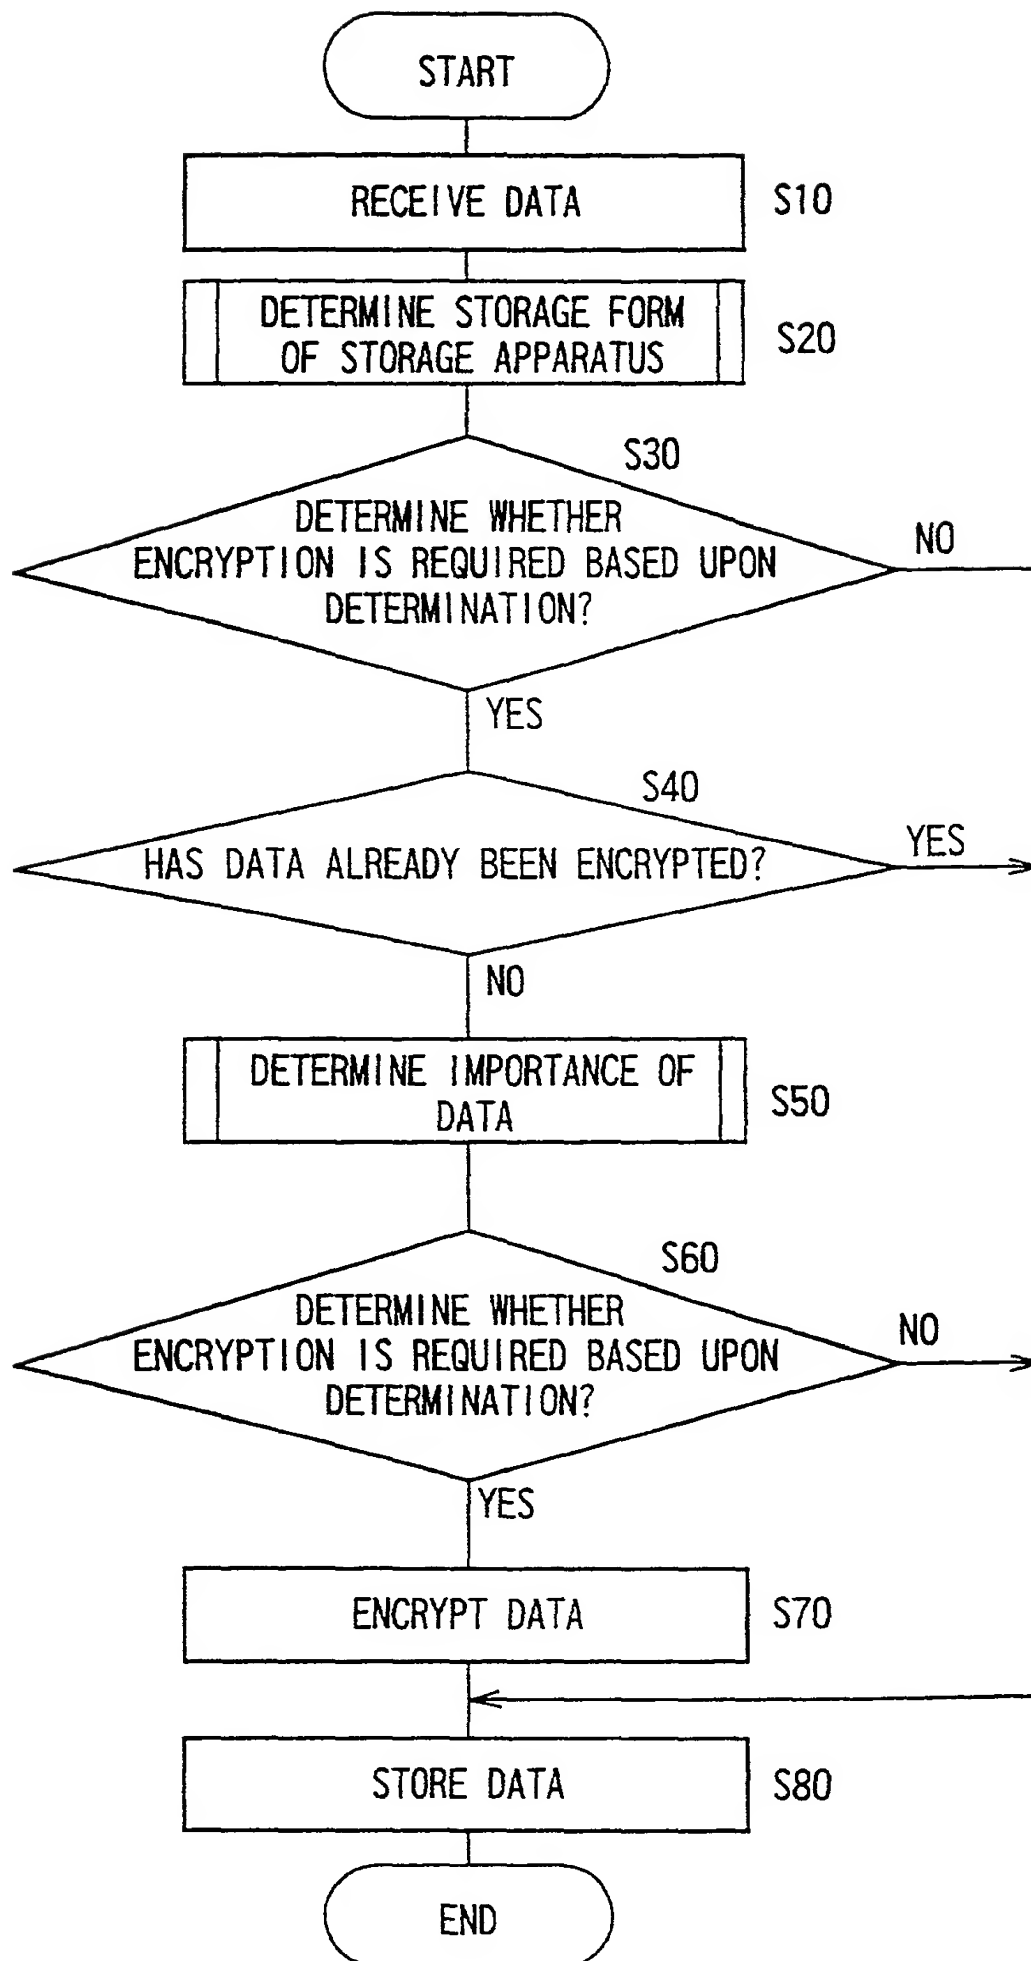 START
RECEIVE DATA
S10
DETERMINE STORAGE FORM
OF STORAGE APPARATUS
S20
S30
DETERMINE WHETHER
ENCRYPTION IS REQUIRED BASED UPON
DETERMINATION?
NO
YES
S40
HAS DATA ALREADY BEEN ENCRYPTED?
YES
NO
DETERMINE IMPORTANCE OF
DATA
S50
S60
DETERMINE WHETHER
ENCRYPTION IS REQUIRED BASED UPON
DETERMINATION?
NO
YES
ENCRYPT DATA
S70
STORE DATA
S80
END